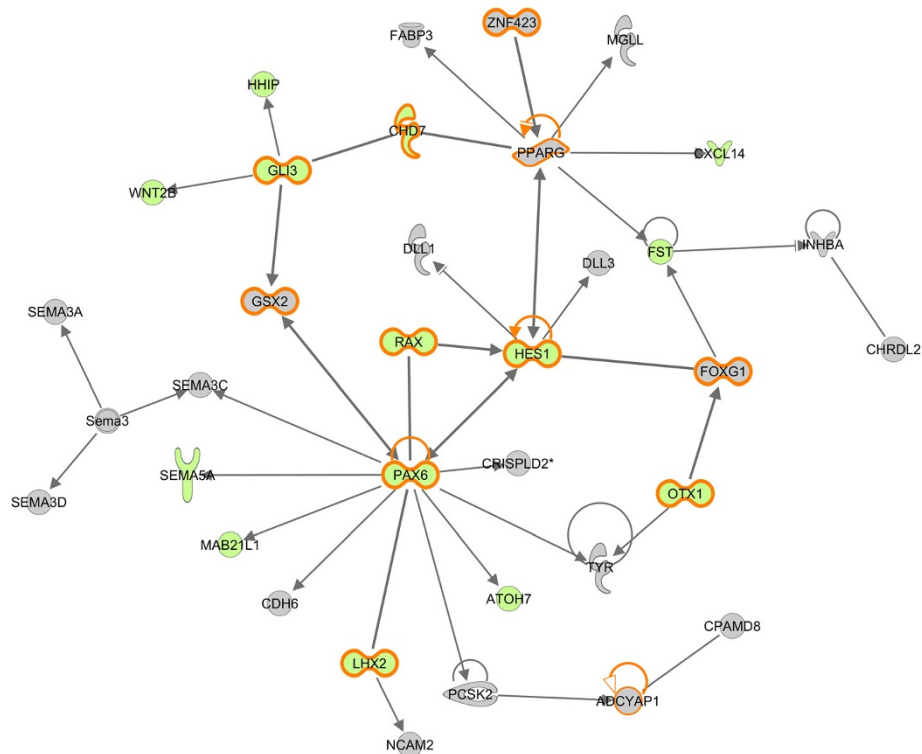 ZNF423
FABP3
MGLL
HHIP
CHD7
PPARG
CXCL14
GLI3
WNT2B
DLL1
FST
INHBA
DLL3
GSX2
SEMA3A
RAX
HES1
CHRDL2
FOXG1
SEMA3C
Sema3
CRISPLD2*
SEMA5A
PAX6
OTX1
SEMA3D
MAB21L1
TYR
CDH6
ATOH7
CPAMD8
LHX2
PCSK2
ADCYAP1
NCAM2